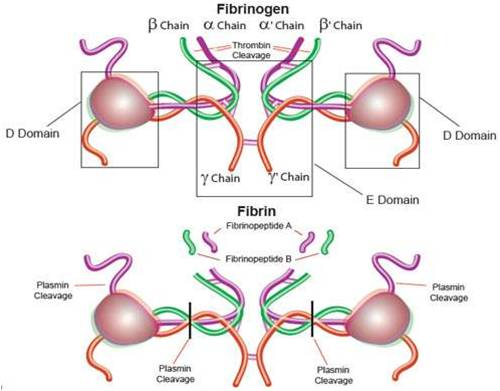 Fibrinogen
β Chain α Chain α' Chain β' Chain
Thrombin
Cleavage
D Domain
D Domain
γ Chain γ' Chain
E Domain
Fibrin
Fibrinopeptide A
Fibrinopeptide B
Plasmin
Cleavage
Plasmin
Cleavage
Plasmin
Cleavage
Plasmin
Cleavage